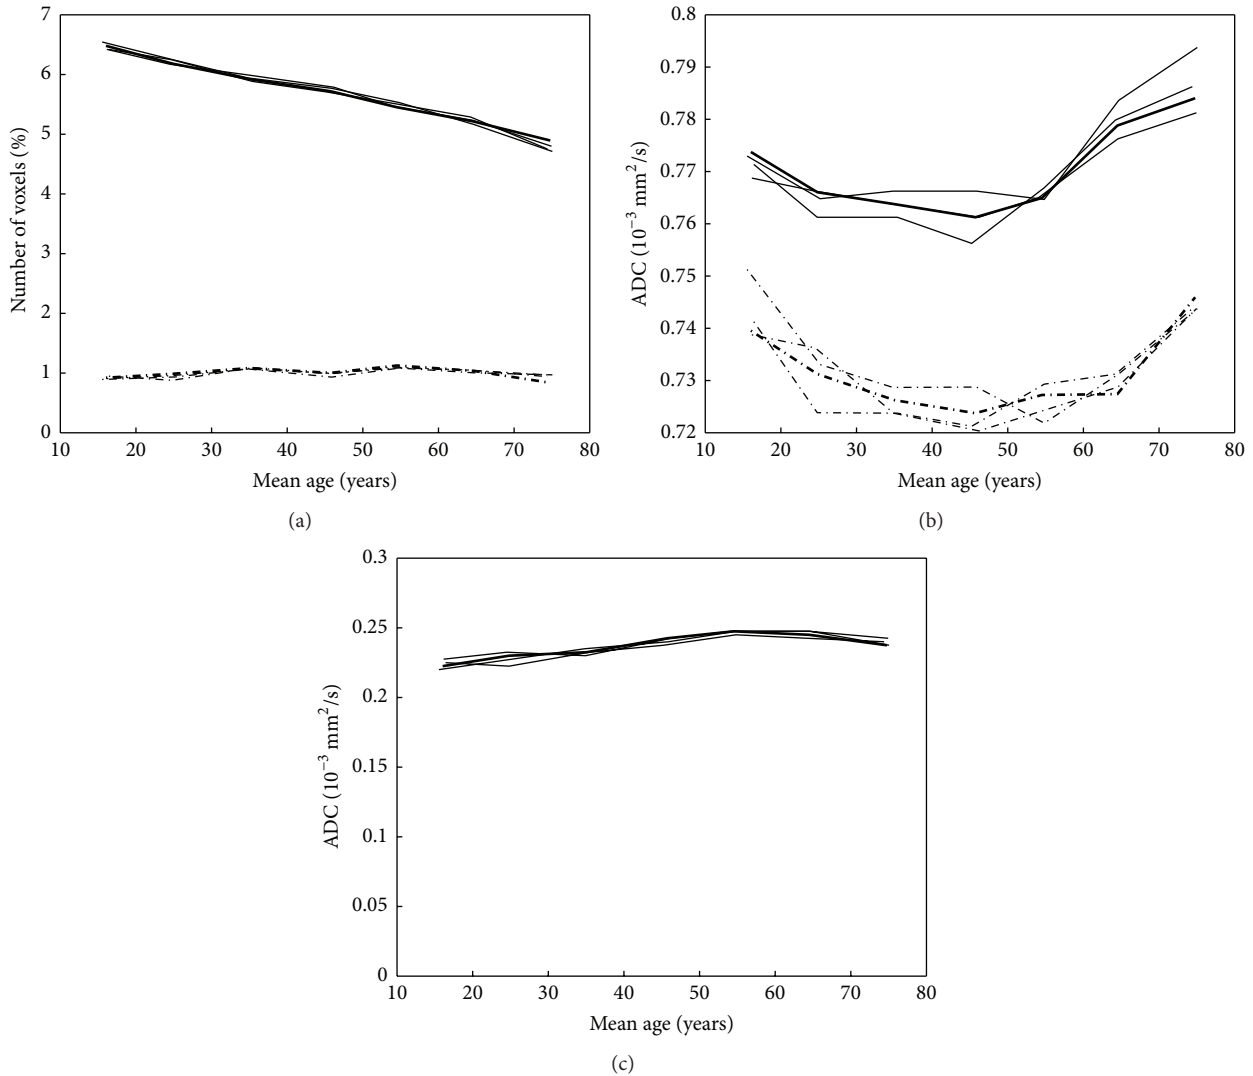 7
6
5
4
3
2
1
0
Number of voxels (%)
10 20 30 40 50 60 70 80
Mean age (years)
(a)
0.8
0.79
0.78
0.77
0.76
0.75
0.74
0.73
0.72
ADC (10⁻³ mm²/s)
10 20 30 40 50 60 70 80
Mean age (years)
(b)
0.3
0.25
0.2
0.15
0.1
0.05
0
ADC (10⁻³ mm²/s)
10 20 30 40 50 60 70 80
Mean age (years)
(c)